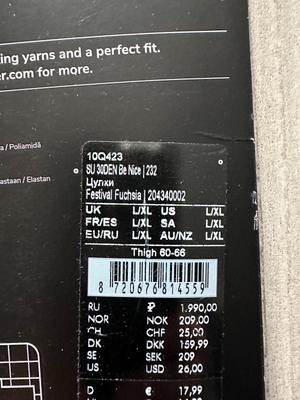 ing yarns and a perfect fit.
er.com for more.
a / Poliamidă
astaan / Elastan
10Q423
SU 30DEN Be Nice | 232
Цулки
Festival Fuchsia | 204340002
UK L/XL US L/XL
FR/ES L/XL SA L/XL
EU/RU L/XL AU/NZ L/XL
Thigh 60-66
8 720676 814559
RU ₽ 1.990,00
NOR NOK 209,00
CH CHF 25,00
DK DKK 159,99
SE SEK 209
US USD 26,00
D € 17,99